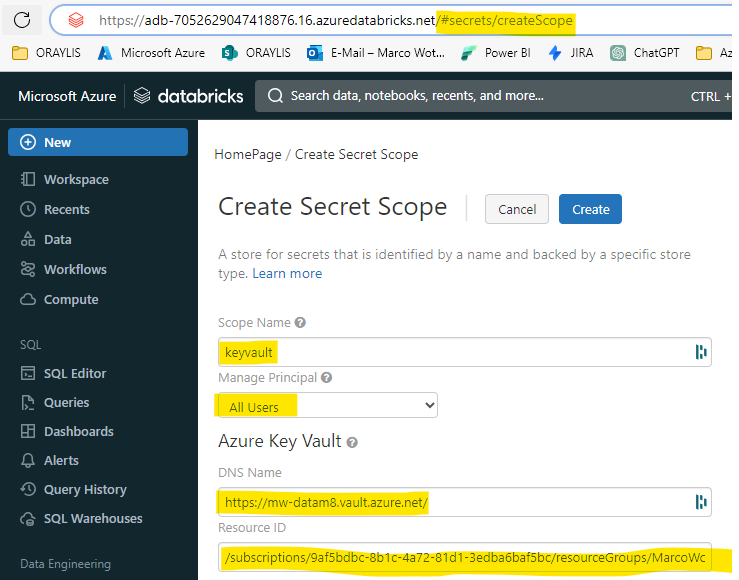 https://adb-7052629047418876.16.azuredatabricks.net/#secrets/createScope
ORAYLIS Microsoft Azure ORAYLIS E-Mail – Marco Wot... Power BI JIRA ChatGPT
Microsoft Azure databricks Search data, notebooks, recents, and more... CTRL +
New
HomePage / Create Secret Scope
Workspace
Recents
Create Secret Scope Cancel Create
Data
A store for secrets that is identified by a name and backed by a specific store
Workflows
type. Learn more
Compute
Scope Name
SQL
keyvault
SQL Editor
Manage Principal
Queries
All Users
Dashboards
Azure Key Vault
Alerts
DNS Name
Query History
https://mw-datam8.vault.azure.net/
SQL Warehouses
Resource ID
/subscriptions/9af5bdbc-8b1c-4a72-81d1-3edba6baf5bc/resourceGroups/MarcoWc
Data Engineering